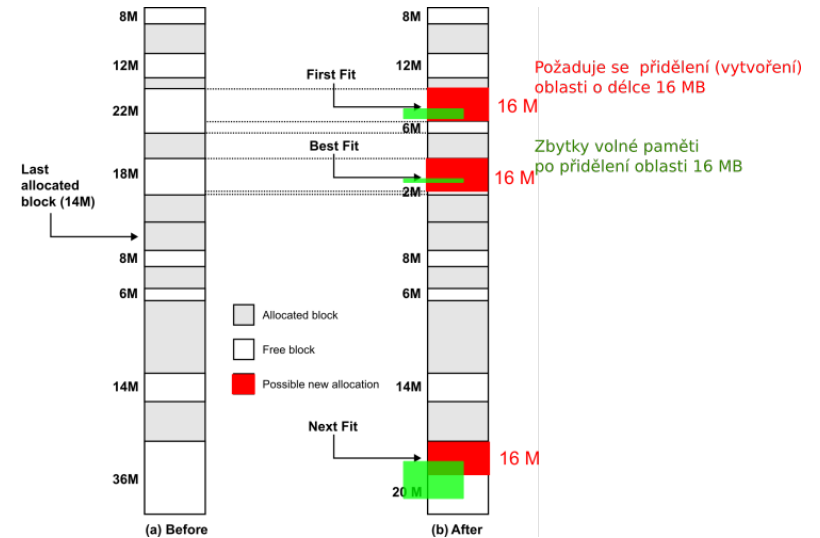 8M
12M
22M
18M
Last
allocated
block (14M)
8M
6M
14M
36M
(a) Before
First Fit
Best Fit
Allocated block
Free block
Possible new allocation
Next Fit
8M
12M
16 M
6M
16 M
2M
8M
6M
14M
16 M
20 M
(b) After
Požaduje se přidělení (vytvoření)
oblasti o délce 16 MB
Zbytky volné paměti
po přidělení oblasti 16 MB